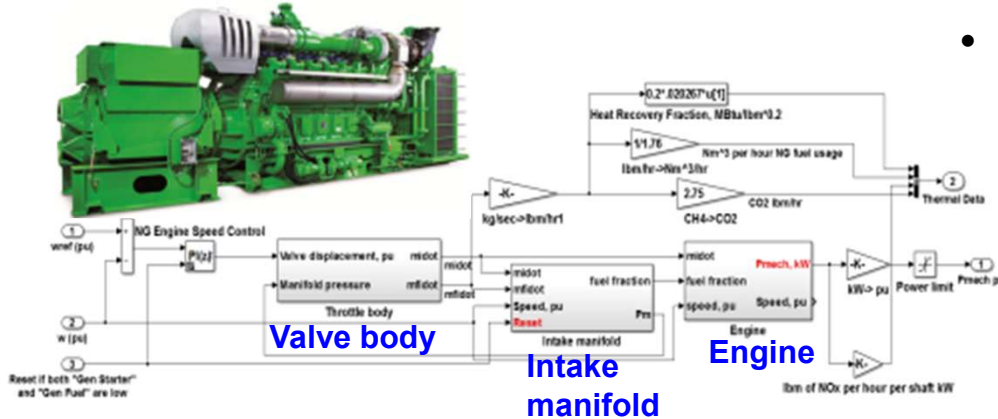 0.2*.020267*u[1]
Heat Recovery Fraction, MBtu/lbm^0.2
1/1.76
Nm^3 per hour NG fuel usage
lbm/hr->Nm^3/hr
-K-
kg/sec->lbm/hr1
2.75
CH4->CO2
CO2 lbm/hr
2
Thermal Data
1
wref (pu)
NG Engine Speed Control
PI(z)
Valve displacement, pu
midot
midot
Manifold pressure
mfidot
mfidot
Throttle body
midot
mfidot
Speed, pu
Reset
fuel fraction
Pm
Intake manifold
midot
fuel fraction
speed, pu
Pmech, kW
Speed, pu
Engine
-K-
kW-> pu
Power limit
1
Pmech p
2
w (pu)
3
Reset if both "Gen Starter"
and "Gen Fuel" are low
-K-
lbm of NOx per hour per shaft kW
Valve body
Intake
manifold
Engine